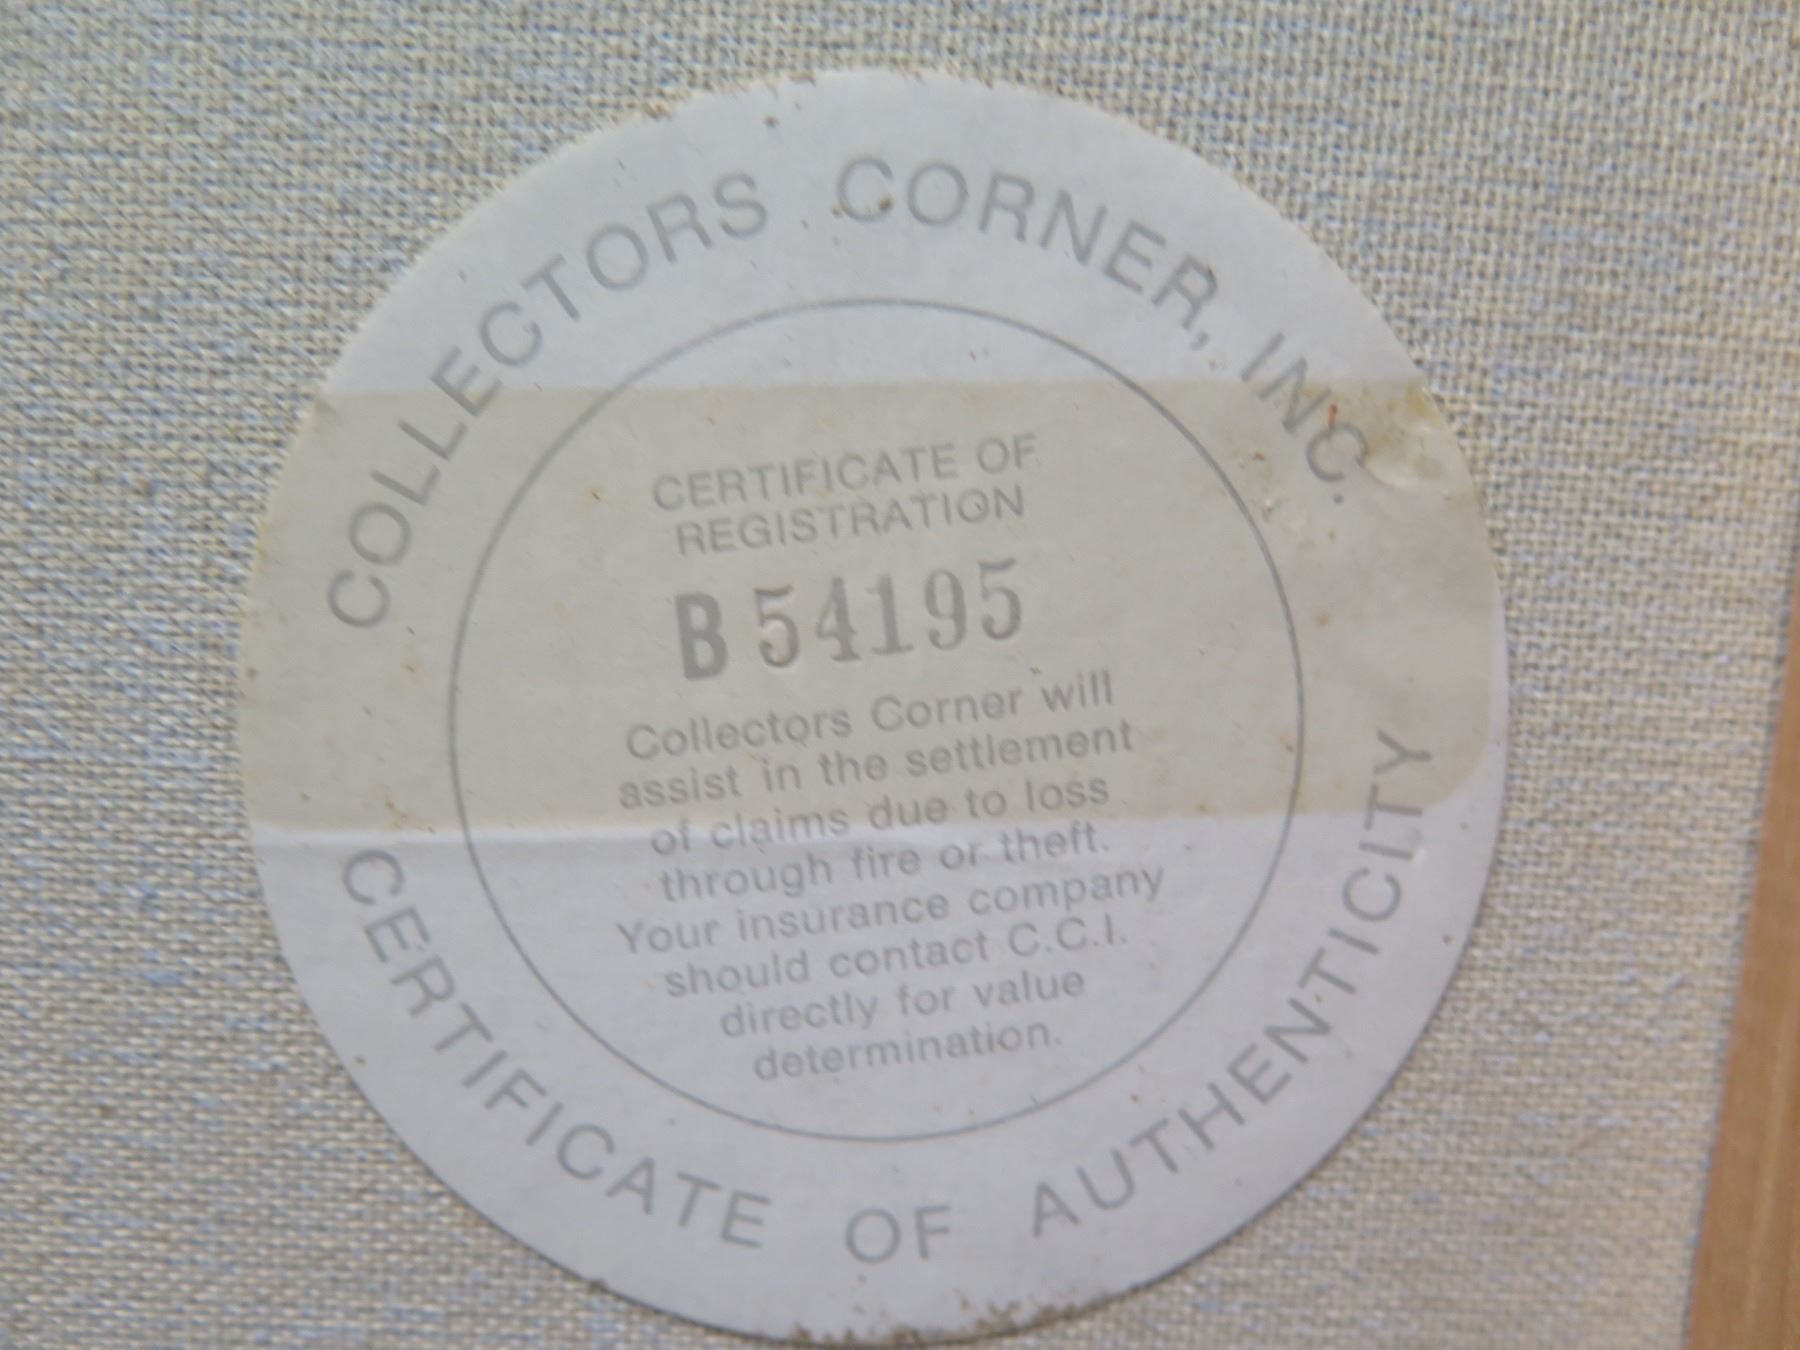 COLLECTORS CORNER, INC.
CERTIFICATE OF
REGISTRATION
B 54195
Collectors Corner will
assist in the settlement
of claims due to loss
through fire or theft.
Your insurance company
should contact C.C.I.
directly for value
determination.
CERTIFICATE OF AUTHENTICITY